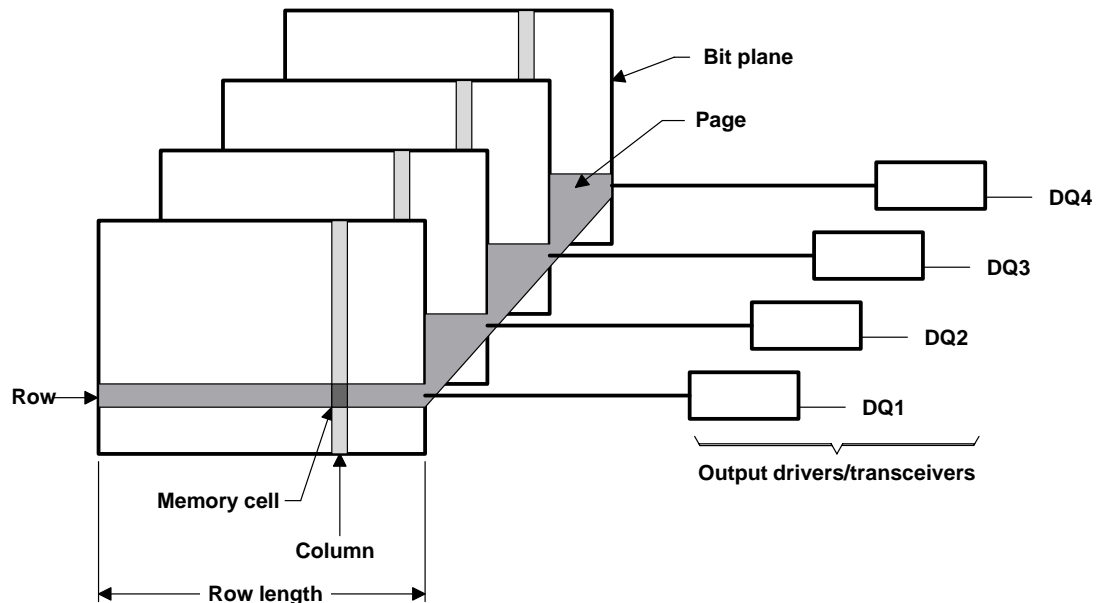 Bit plane
Page
DQ4
DQ3
DQ2
Row
DQ1
Output drivers/transceivers
Memory cell
Column
Row length